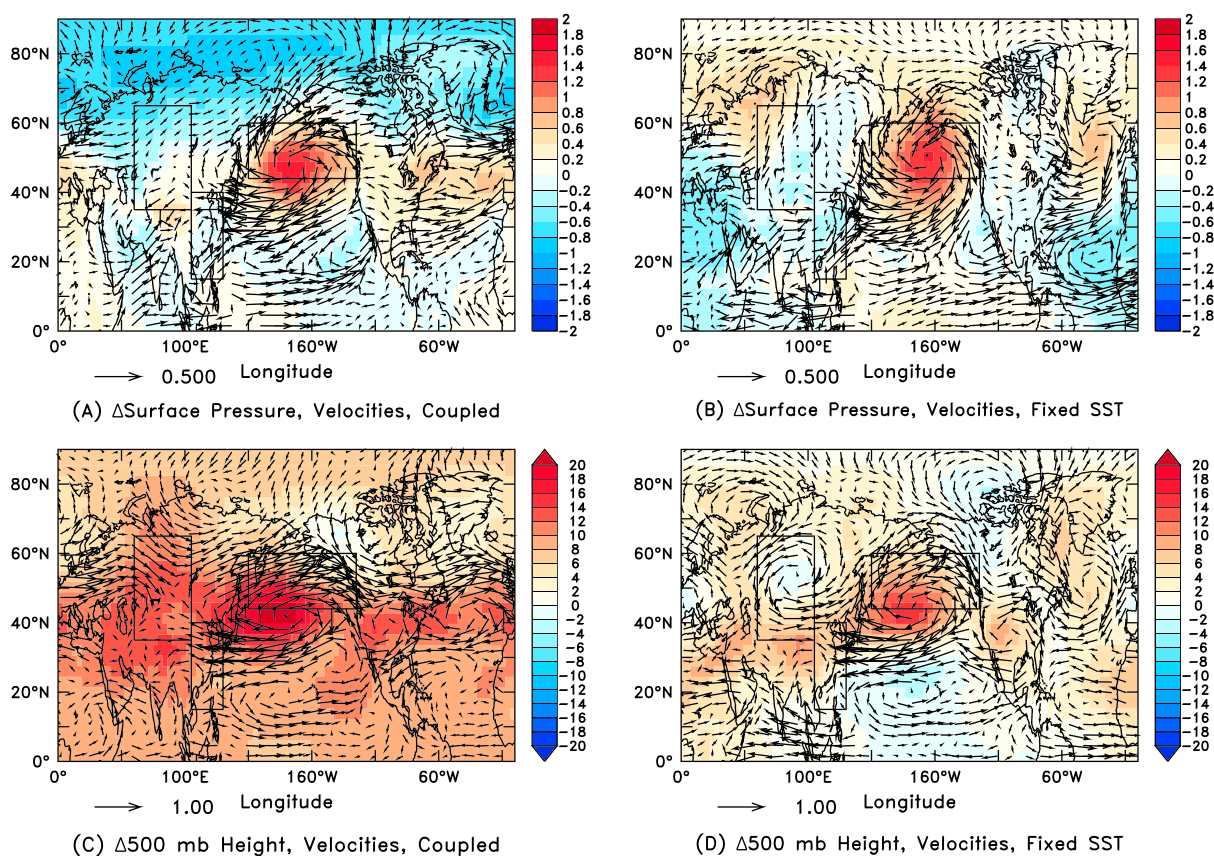 80°N
60°N
40°N
20°N
0°
0°
100°E
160°W
60°W
0.500
Longitude
2
1.8
1.6
1.4
1.2
1
0.8
0.6
0.4
0.2
0
−0.2
−0.4
−0.6
−0.8
−1
−1.2
−1.4
−1.6
−1.8
−2
(A) ΔSurface Pressure, Velocities, Coupled
80°N
60°N
40°N
20°N
0°
0°
100°E
160°W
60°W
0.500
Longitude
2
1.8
1.6
1.4
1.2
1
0.8
0.6
0.4
0.2
0
−0.2
−0.4
−0.6
−0.8
−1
−1.2
−1.4
−1.6
−1.8
−2
(B) ΔSurface Pressure, Velocities, Fixed SST
80°N
60°N
40°N
20°N
0°
0°
100°E
160°W
60°W
1.00
Longitude
20
18
16
14
12
10
8
6
4
2
0
−2
−4
−6
−8
−10
−12
−14
−16
−18
−20
(C) Δ500 mb Height, Velocities, Coupled
80°N
60°N
40°N
20°N
0°
0°
100°E
160°W
60°W
1.00
Longitude
20
18
16
14
12
10
8
6
4
2
0
−2
−4
−6
−8
−10
−12
−14
−16
−18
−20
(D) Δ500 mb Height, Velocities, Fixed SST